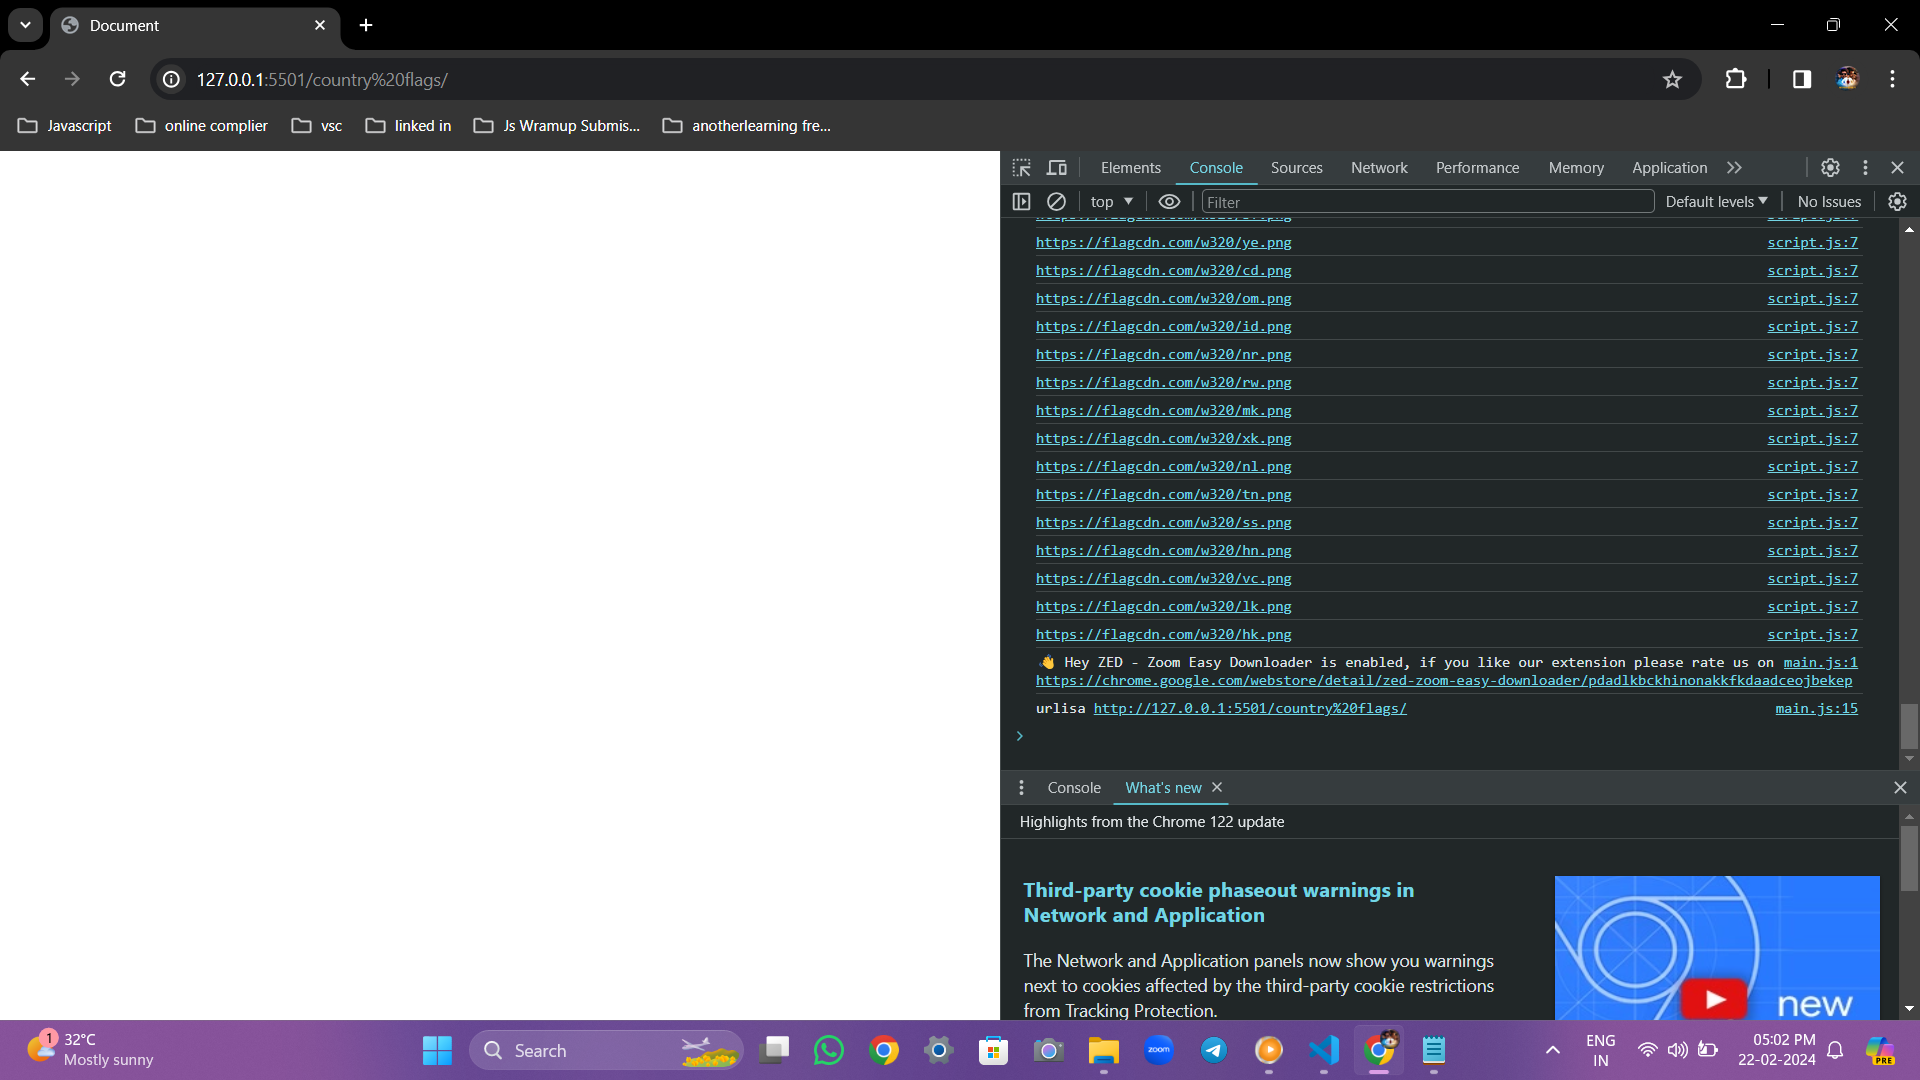 Document
127.0.0.1:5501/country%20flags/
Javascript online complier vsc linked in Js Wramup Submis... anotherlearning fre...
Elements Console Sources Network Performance Memory Application
top Filter Default levels No Issues
https://flagcdn.com/w320/ye.png script.js:7
https://flagcdn.com/w320/cd.png script.js:7
https://flagcdn.com/w320/om.png script.js:7
https://flagcdn.com/w320/id.png script.js:7
https://flagcdn.com/w320/nr.png script.js:7
https://flagcdn.com/w320/rw.png script.js:7
https://flagcdn.com/w320/mk.png script.js:7
https://flagcdn.com/w320/xk.png script.js:7
https://flagcdn.com/w320/nl.png script.js:7
https://flagcdn.com/w320/tn.png script.js:7
https://flagcdn.com/w320/ss.png script.js:7
https://flagcdn.com/w320/hn.png script.js:7
https://flagcdn.com/w320/vc.png script.js:7
https://flagcdn.com/w320/lk.png script.js:7
https://flagcdn.com/w320/hk.png script.js:7
👋 Hey ZED - Zoom Easy Downloader is enabled, if you like our extension please rate us on main.js:1
https://chrome.google.com/webstore/detail/zed-zoom-easy-downloader/pdadlkbckhinonakkfkdaadceojbekep
urlisa http://127.0.0.1:5501/country%20flags/ main.js:15
Console What's new
Highlights from the Chrome 122 update
Third-party cookie phaseout warnings in
Network and Application
The Network and Application panels now show you warnings
next to cookies affected by the third-party cookie restrictions
from Tracking Protection.
new
1
32°C
Mostly sunny
Search
zoom
ENG
IN
05:02 PM
22-02-2024
PRE